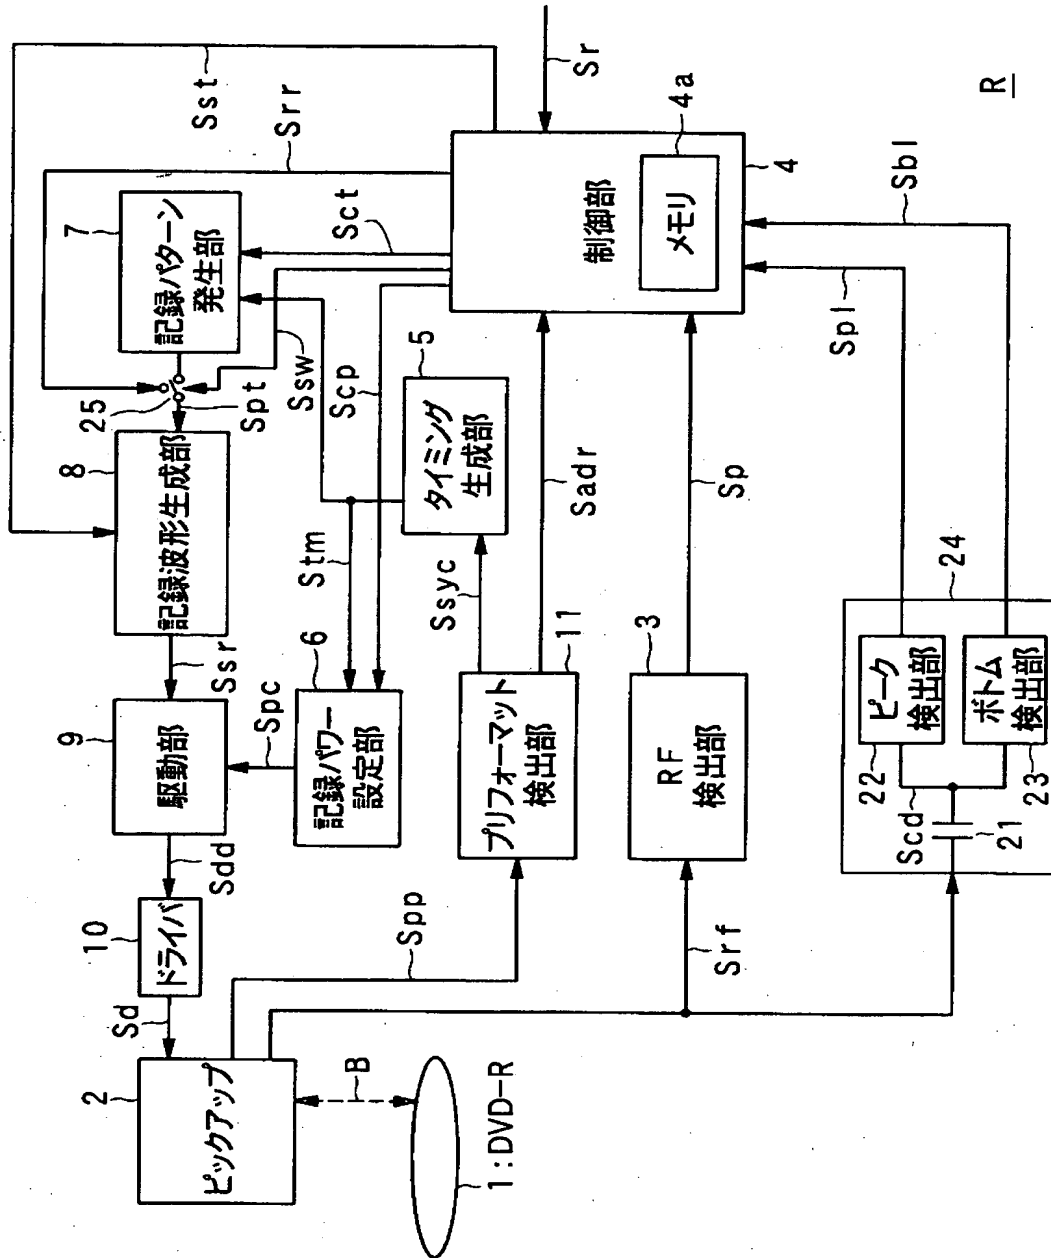 R
Sst
Srr
Sr
7
記録パターン
発生部
Sct
4a
制御部
メモリ
4
Sbl
Spl
25
Spt
Ssw
Scp
5
タイミング
生成部
Sadr
Sp
8
記録波形生成部
Stm
Ssyc
24
Ssr
6
記録パワー
設定部
11
プリフォーマット
検出部
3
RF
検出部
22
ピーク
検出部
ボトム
検出部
23
Scd
21
9
駆動部
Spc
Sdd
10
ドライバ
Spp
Srf
Sd
2
ピックアップ
B
1:DVD-R